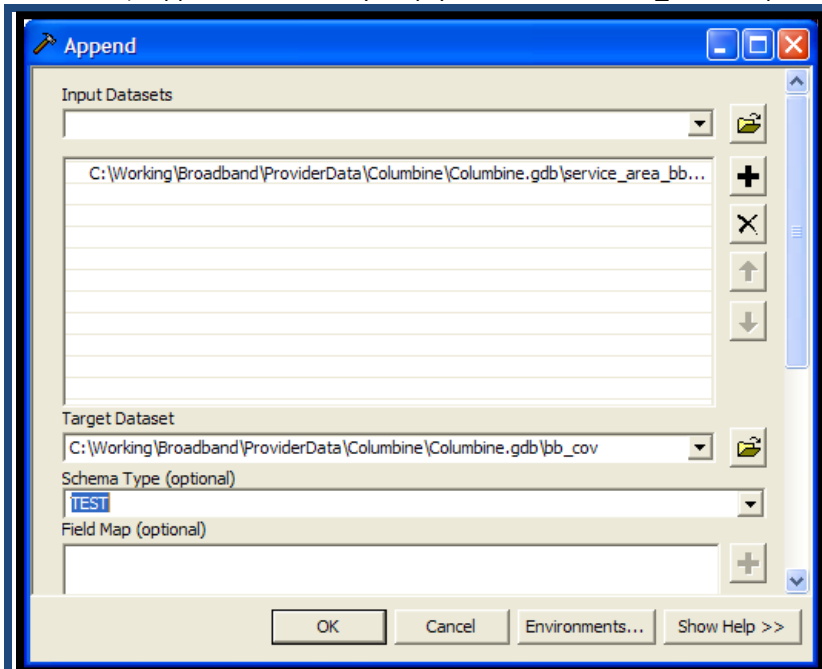 Append
Input Datasets
C:\Working\Broadband\ProviderData\Columbine\Columbine.gdb\service_area_bb...
Target Dataset
C:\Working\Broadband\ProviderData\Columbine\Columbine.gdb\bb_cov
Schema Type (optional)
TEST
Field Map (optional)
OK Cancel Environments... Show Help >>